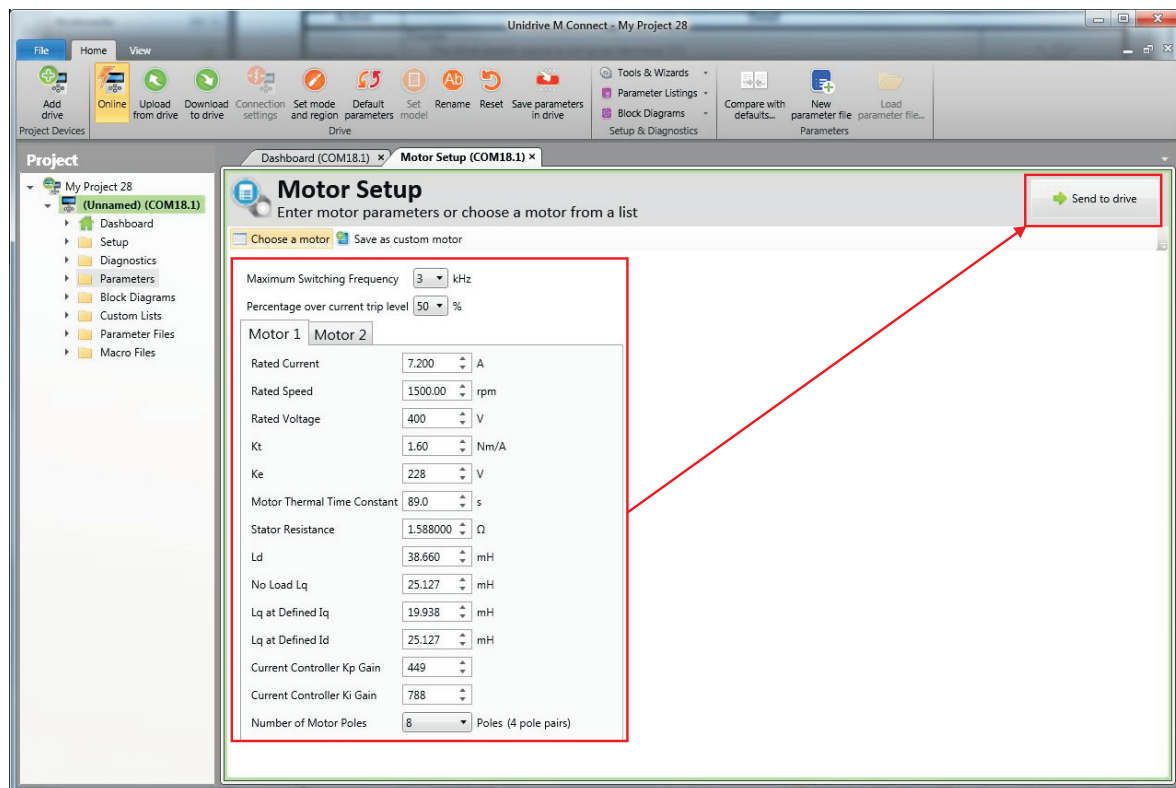 Unidrive M Connect - My Project 28
File Home View
Add drive
Online
Upload from drive
Download to drive
Connection settings
Set mode and region
Default parameters
Set model
Rename
Reset
Save parameters in drive
Tools & Wizards
Parameter Listings
Block Diagrams
Compare with defaults...
New parameter file
Load parameter file...
Project Devices
Drive
Setup & Diagnostics
Parameters
Project
My Project 28
(Unnamed) (COM18.1)
Dashboard
Setup
Diagnostics
Parameters
Block Diagrams
Custom Lists
Parameter Files
Macro Files
Dashboard (COM18.1) × Motor Setup (COM18.1) ×
Motor Setup
Enter motor parameters or choose a motor from a list
Send to drive
Choose a motor Save as custom motor
Maximum Switching Frequency 3 kHz
Percentage over current trip level 50 %
Motor 1 Motor 2
Rated Current 7.200 A
Rated Speed 1500.00 rpm
Rated Voltage 400 V
Kt 1.60 Nm/A
Ke 228 V
Motor Thermal Time Constant 89.0 s
Stator Resistance 1.588000 Ω
Ld 38.660 mH
No Load Lq 25.127 mH
Lq at Defined Iq 19.938 mH
Lq at Defined Id 25.127 mH
Current Controller Kp Gain 449
Current Controller Ki Gain 788
Number of Motor Poles 8 Poles (4 pole pairs)